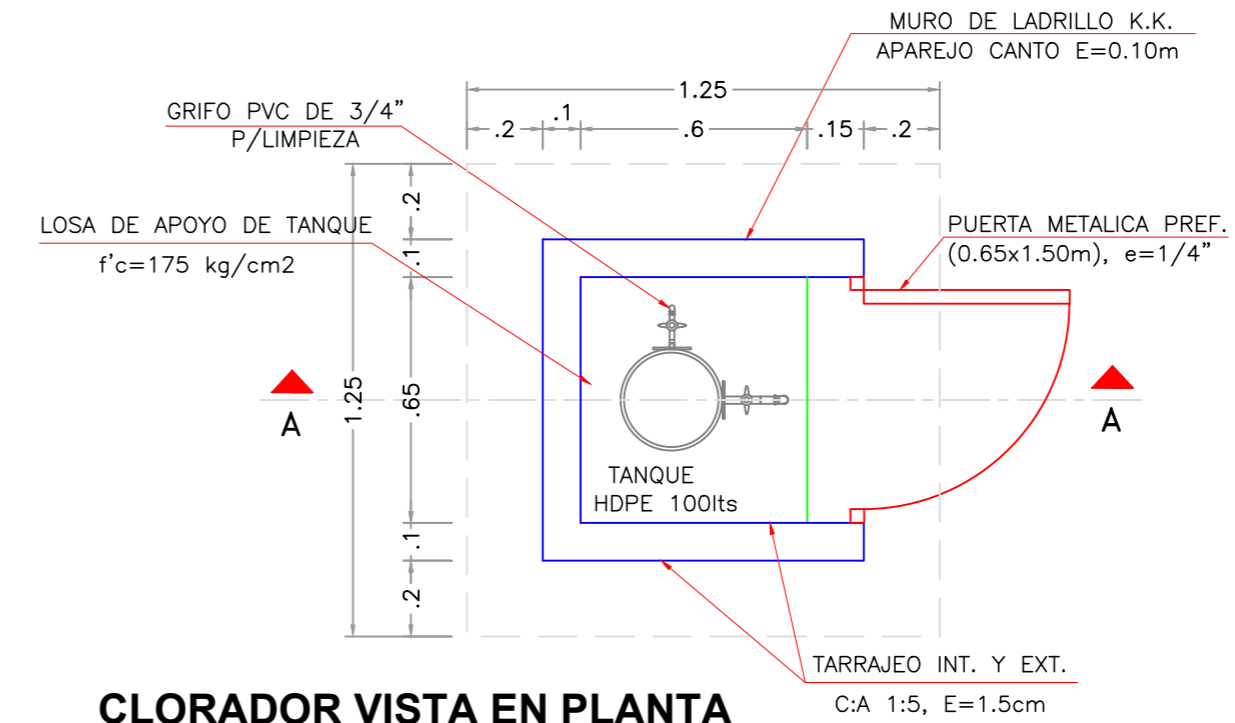 MURO DE LADRILLO K.K.
APAREJO CANTO E=0.10m
1.25
GRIFO PVC DE 3/4"
P/LIMPIEZA
.2
.1
.6
.15
.2
LOSA DE APOYO DE TANQUE
f'c=175 kg/cm2
PUERTA METALICA PREF.
(0.65x1.50m), e=1/4"
1.25
.2
.1
.65
.1
.2
A
A
TANQUE
HDPE 100lts
TARRAJEO INT. Y EXT.
C:A 1:5, E=1.5cm
CLORADOR VISTA EN PLANTA